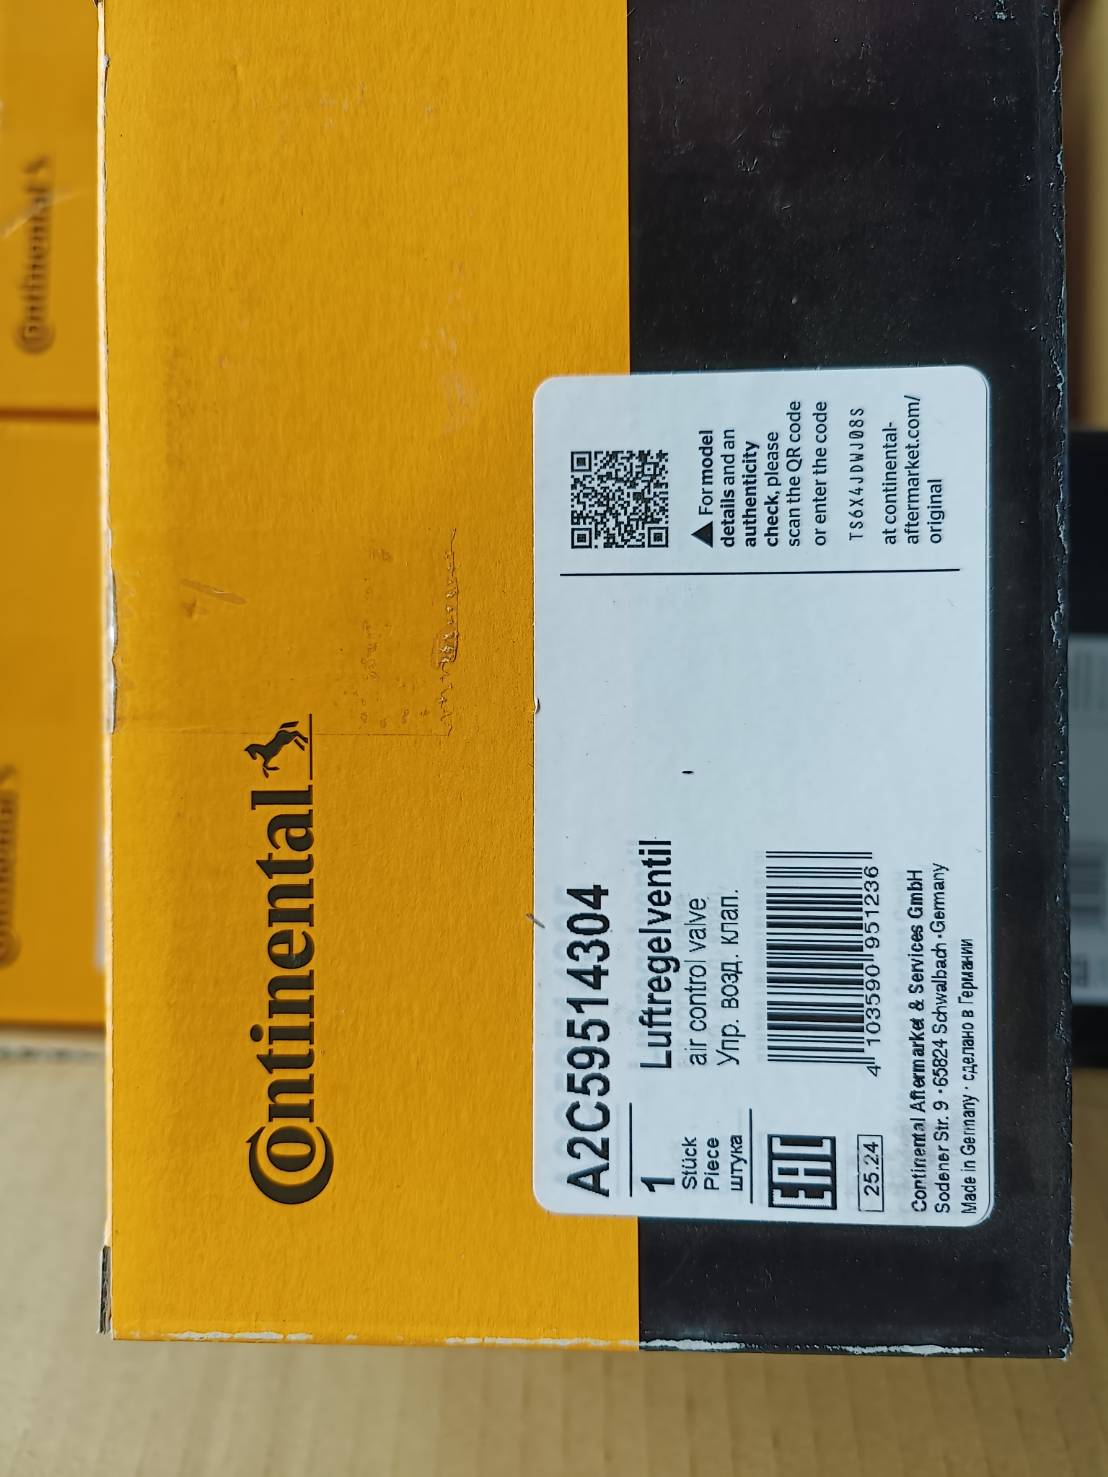 Continental
A2C59514304
1
Stück
Piece
штука
Luftregelventil
air control valve
Упр. возд. клап.
EAC
4 103590 951236
25.24
Continental Aftermarket & Services GmbH
Sodener Str. 9 · 65824 Schwalbach · Germany
Made in Germany · сделано в Германии
▲ For model
details and an
authenticity
check, please
scan the QR code
or enter the code
TS6X4JDWJ08S
at continental-
aftermarket.com/
original
Continental